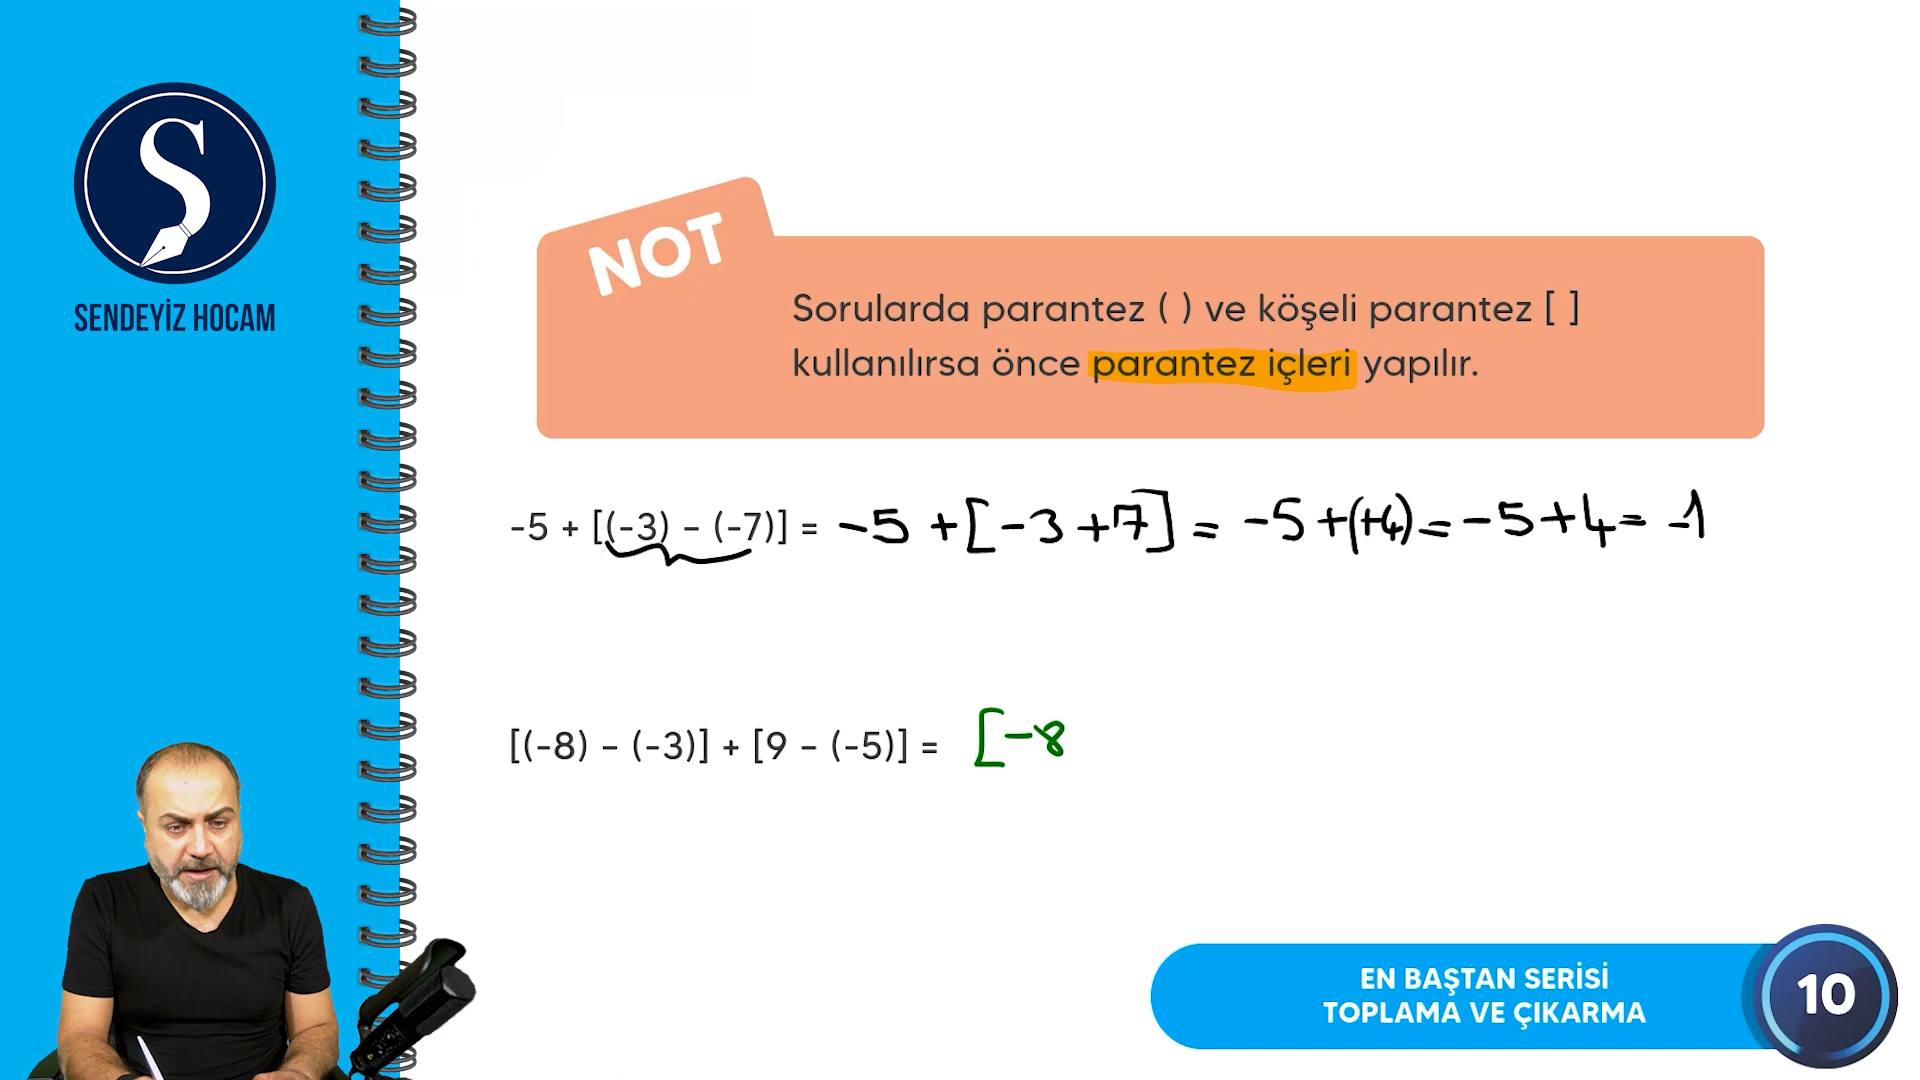 S
SENDEYİZ HOCAM
NOT
Sorularda parantez ( ) ve köşeli parantez [ ]
kullanılırsa önce parantez içleri yapılır.
-5 + [(-3) - (-7)] = -5 + [-3 + 7] = -5 + (+4) = -5 + 4 = -1
[(-8) - (-3)] + [9 - (-5)] = [-8
EN BAŞTAN SERİSİ
TOPLAMA VE ÇIKARMA
10